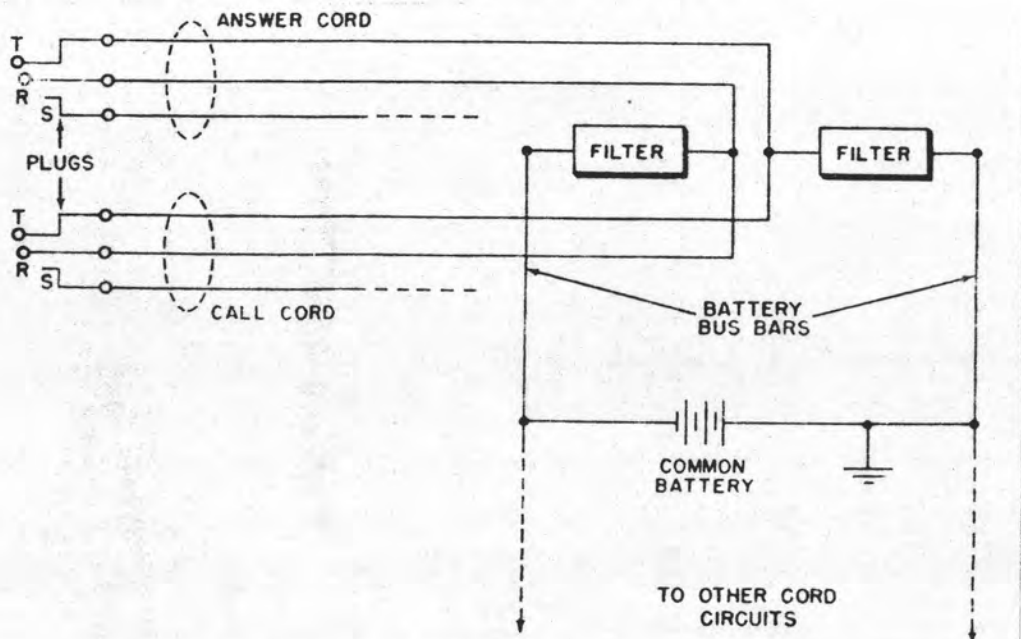 ANSWER CORD
T
R
S
PLUGS
T
R
S
CALL CORD
FILTER
FILTER
BATTERY
BUS BARS
COMMON
BATTERY
TO OTHER CORD
CIRCUITS